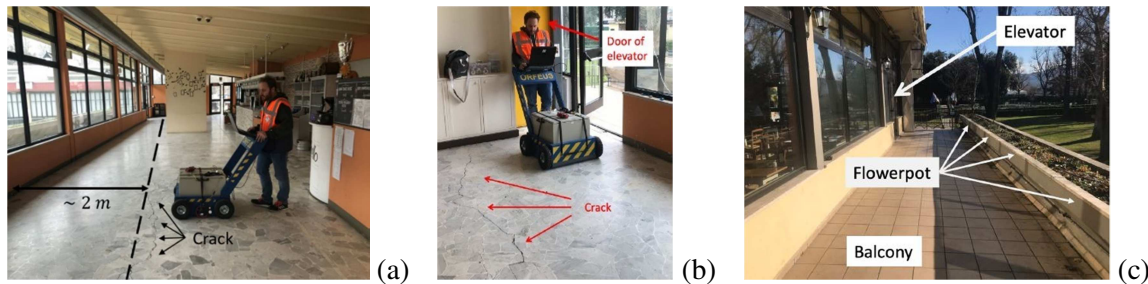 ~ 2 m
Crack
(a)
Door of
elevator
ORFEUS
Crack
(b)
Elevator
Flowerpot
Balcony
(c)